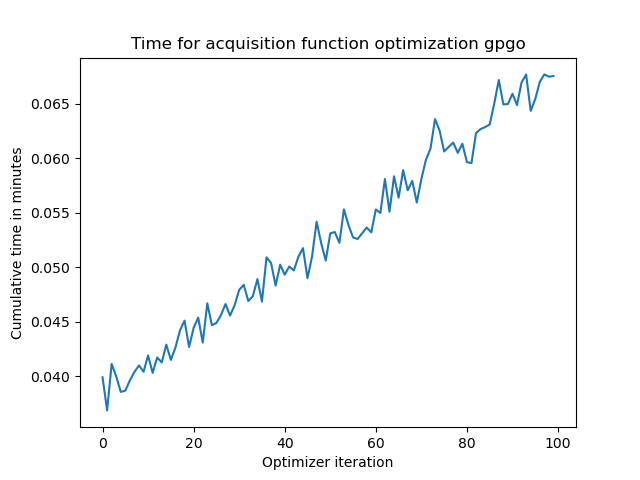 Time for acquisition function optimization gpgo
Cumulative time in minutes
0.065
0.060
0.055
0.050
0.045
0.040
0 20 40 60 80 100
Optimizer iteration